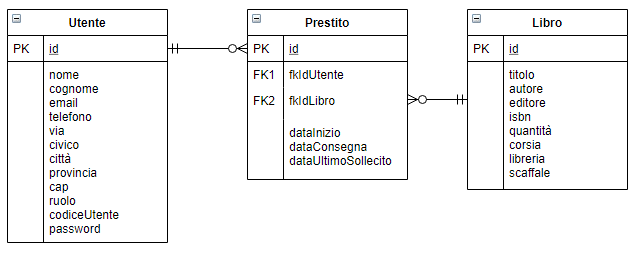 Utente
PK id
nome
cognome
email
telefono
via
civico
città
provincia
cap
ruolo
codiceUtente
password
Prestito
PK id
FK1 fkIdUtente
FK2 fkIdLibro
dataInizio
dataConsegna
dataUltimoSollecito
Libro
PK id
titolo
autore
editore
isbn
quantità
corsia
libreria
scaffale